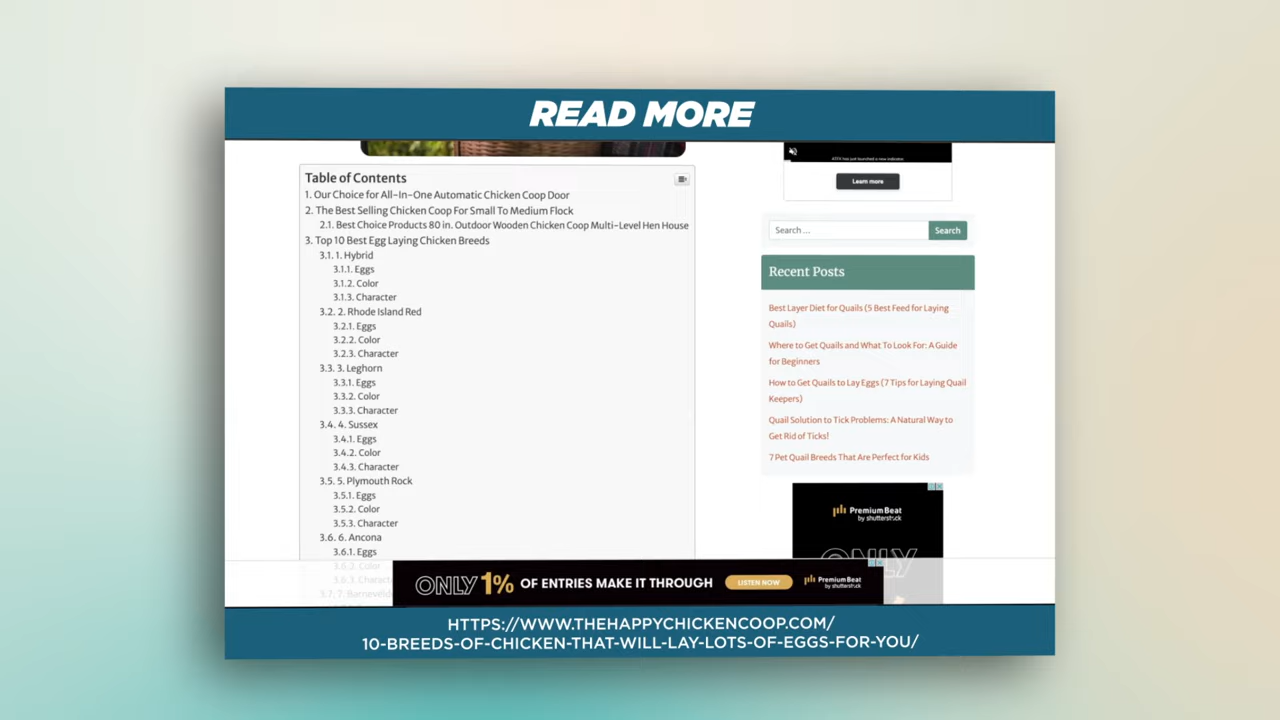 READ MORE
Table of Contents
1. Our Choice for All-In-One Automatic Chicken Coop Door
2. The Best Selling Chicken Coop For Small To Medium Flock
2.1. Best Choice Products 80 in. Outdoor Wooden Chicken Coop Multi-Level Hen House
3. Top 10 Best Egg Laying Chicken Breeds
3.1. 1. Hybrid
3.1.1. Eggs
3.1.2. Color
3.1.3. Character
3.2. 2. Rhode Island Red
3.2.1. Eggs
3.2.2. Color
3.2.3. Character
3.3. 3. Leghorn
3.3.1. Eggs
3.3.2. Color
3.3.3. Character
3.4. 4. Sussex
3.4.1. Eggs
3.4.2. Color
3.4.3. Character
3.5. 5. Plymouth Rock
3.5.1. Eggs
3.5.2. Color
3.5.3. Character
3.6. 6. Ancona
3.6.1. Eggs
Color
Learn more
Search ...
Search
Recent Posts
Best Layer Diet for Quails (5 Best Feed for Laying
Quails)
Where to Get Quails and What To Look For: A Guide
for Beginners
How to Get Quails to Lay Eggs (7 Tips for Laying Quail
Keepers)
Quail Solution to Tick Problems: A Natural Way to
Get Rid of Ticks!
7 Pet Quail Breeds That Are Perfect for Kids
PremiumBeat
by shutterstock
ONLY
ONLY 1% OF ENTRIES MAKE IT THROUGH
LISTEN NOW
PremiumBeat
by shutterstock
HTTPS://WWW.THEHAPPYCHICKENCOOP.COM/
10-BREEDS-OF-CHICKEN-THAT-WILL-LAY-LOTS-OF-EGGS-FOR-YOU/